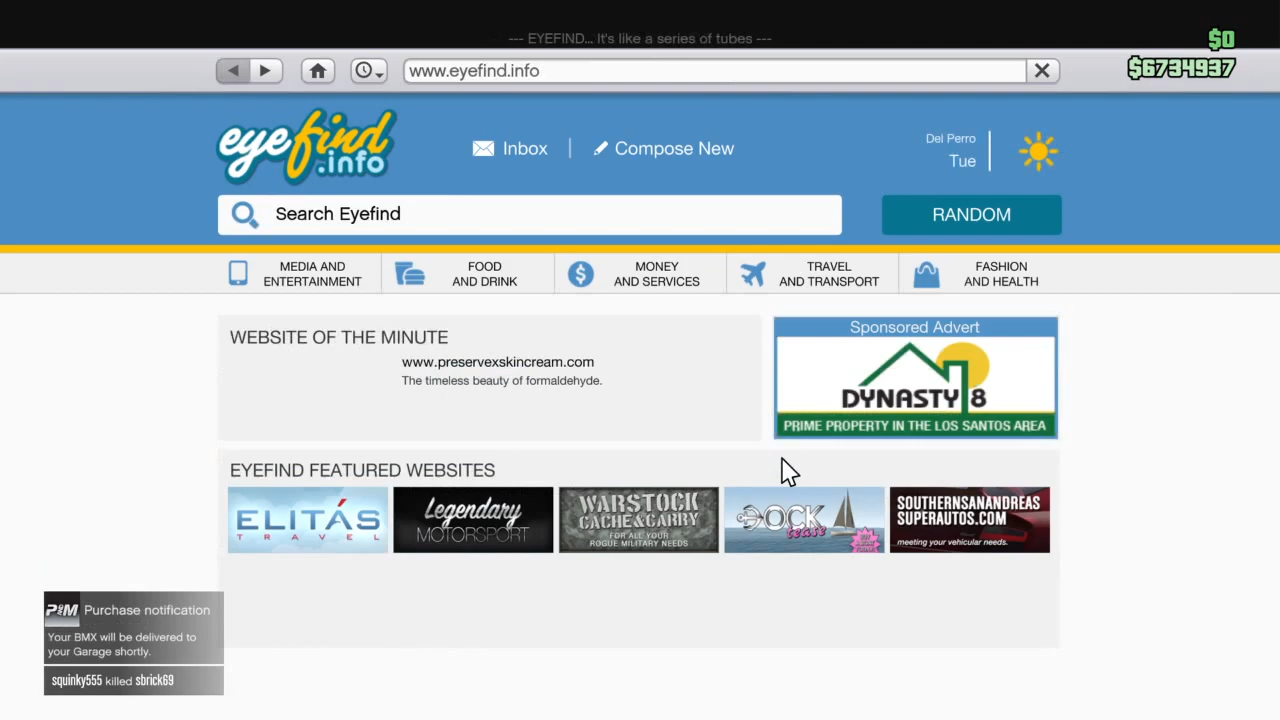 --- EYEFIND... It's like a series of tubes ---
$0
$6734937
www.eyefind.info
eyefind
.info
Inbox
Compose New
Del Perro
Tue
Search Eyefind
RANDOM
MEDIA AND
ENTERTAINMENT
FOOD
AND DRINK
MONEY
AND SERVICES
TRAVEL
AND TRANSPORT
FASHION
AND HEALTH
WEBSITE OF THE MINUTE
www.preservexskincream.com
The timeless beauty of formaldehyde.
Sponsored Advert
DYNASTY 8
PRIME PROPERTY IN THE LOS SANTOS AREA
EYEFIND FEATURED WEBSITES
ELITÁS
TRAVEL
Legendary
MOTORSPORT
WARSTOCK
CACHE & CARRY
FOR ALL YOUR
ROGUE MILITARY NEEDS
DOCK
tease
SOUTHERNSANANDREAS
SUPERAUTOS.COM
meeting your vehicular needs.
P&M
Purchase notification
Your BMX will be delivered to
your Garage shortly.
squinky555 killed sbrick69